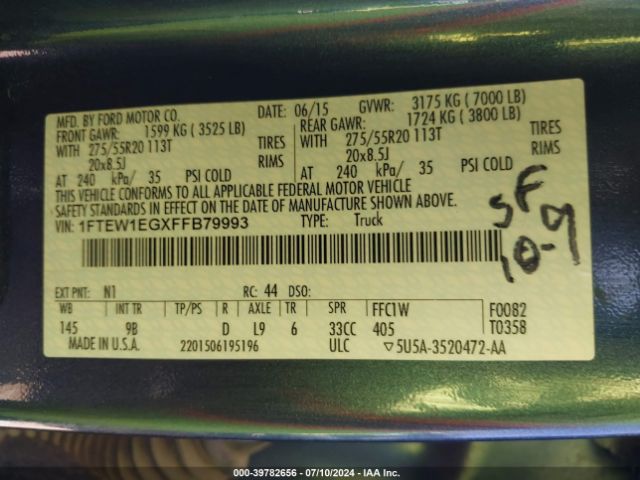 MFD. BY FORD MOTOR CO. DATE: 06/15 GVWR: 3175 KG ( 7000 LB)
FRONT GAWR: 1599 KG ( 3525 LB) REAR GAWR: 1724 KG ( 3800 LB)
WITH 275/55R20 113T TIRES WITH 275/55R20 113T TIRES
20x8.5J RIMS 20x8.5J RIMS
AT 240 kPa/ 35 PSI COLD AT 240 kPa/ 35 PSI COLD
THIS VEHICLE CONFORMS TO ALL APPLICABLE FEDERAL MOTOR VEHICLE
SAFETY STANDARDS IN EFFECT ON THE DATE OF MANUFACTURE SHOWN ABOVE.
VIN: 1FTEW1EGXFFB79993 TYPE: Truck
SF
10-9
EXT PNT: N1 RC: 44 DSO:
WB INT TR TP/PS R AXLE TR SPR FFC1W F0082
145 9B D L9 6 33CC 405 T0358
MADE IN U.S.A. 2201506195196 ULC ▽5U5A-3520472-AA
000-39782656 - 07/10/2024 - IAA Inc.